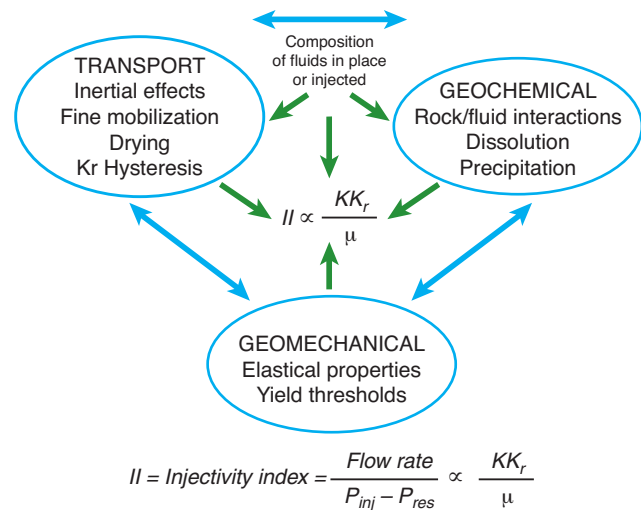 Composition
of fluids in place
or injected
TRANSPORT
Inertial effects
Fine mobilization
Drying
Kr Hysteresis
GEOCHEMICAL
Rock/fluid interactions
Dissolution
Precipitation
II ∝ KK_r / μ
GEOMECHANICAL
Elastical properties
Yield thresholds
II = Injectivity index = Flow rate / P_inj – P_res ∝ KK_r / μ